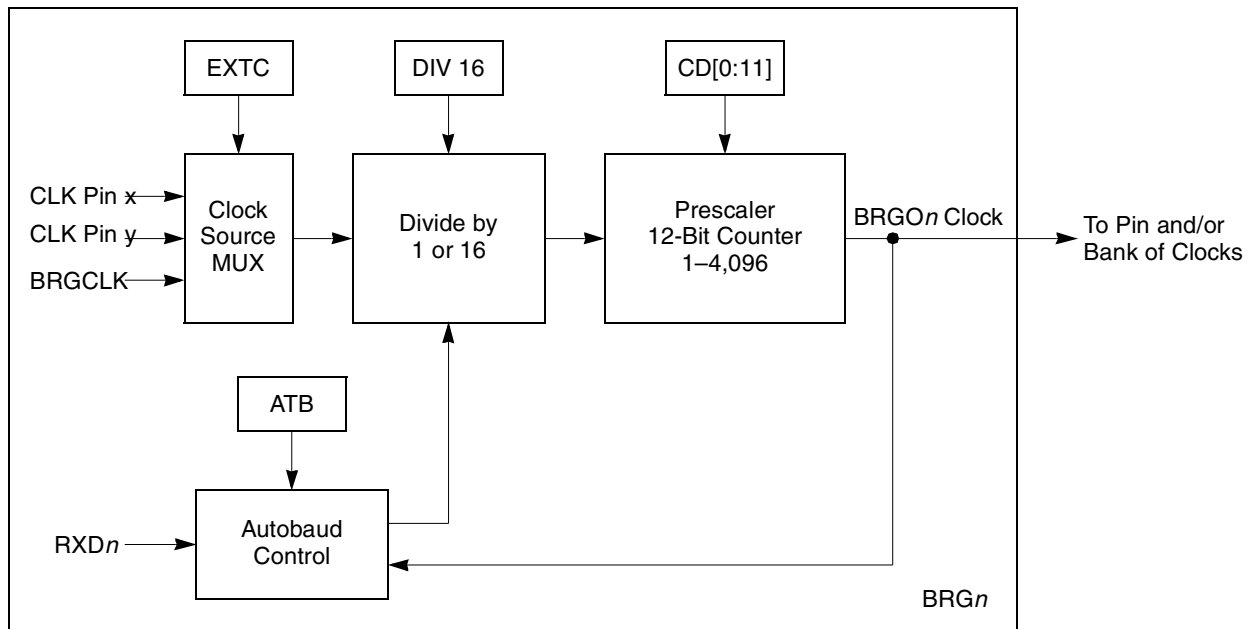 EXTC
DIV 16
CD[0:11]
CLK Pin x
CLK Pin y
BRGCLK
Clock
Source
MUX
Divide by
1 or 16
Prescaler
12-Bit Counter
1–4,096
BRGOn Clock
To Pin and/or
Bank of Clocks
ATB
RXDn
Autobaud
Control
BRGn